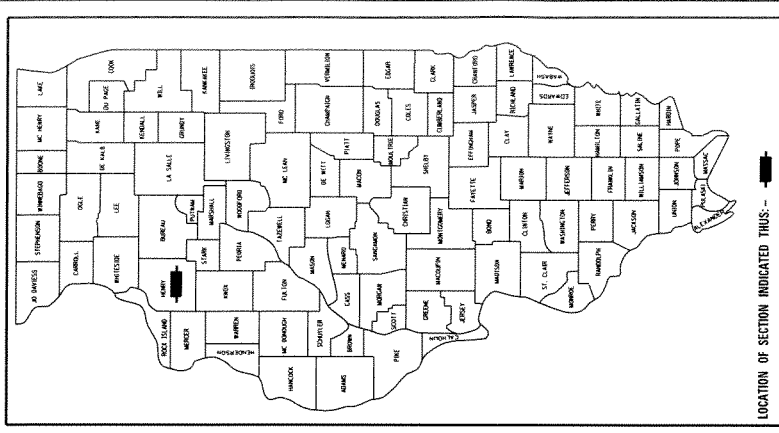 JO DAVIESS
STEPHENSON
WINNEBAGO
BOONE
MC HENRY
LAKE
CARROLL
OGLE
DE KALB
KANE
COOK
DU PAGE
WHITESIDE
LEE
KENDALL
WILL
ROCK ISLAND
HENRY
BUREAU
LA SALLE
GRUNDY
MERCER
PUTNAM
KANKAKEE
STARK
MARSHALL
LIVINGSTON
KNOX
WARREN
HENDERSON
PEORIA
WOODFORD
IROQUOIS
FORD
FULTON
TAZEWELL
MC LEAN
HANCOCK
MC DONOUGH
MASON
LOGAN
DE WITT
CHAMPAIGN
VERMILION
SCHUYLER
PIATT
ADAMS
BROWN
CASS
MENARD
MACON
DOUGLAS
EDGAR
MORGAN
SANGAMON
MOULTRIE
COLES
PIKE
SCOTT
CHRISTIAN
SHELBY
CUMBERLAND
CLARK
GREENE
MACOUPIN
MONTGOMERY
CALHOUN
JERSEY
FAYETTE
EFFINGHAM
JASPER
CRAWFORD
MADISON
BOND
CLAY
RICHLAND
LAWRENCE
CLINTON
MARION
EDWARDS
WABASH
ST. CLAIR
WASHINGTON
JEFFERSON
WAYNE
MONROE
RANDOLPH
PERRY
FRANKLIN
HAMILTON
WHITE
JACKSON
WILLIAMSON
SALINE
GALLATIN
UNION
JOHNSON
POPE
HARDIN
ALEXANDER
PULASKI
MASSAC
LOCATION OF SECTION INDICATED THUS: -